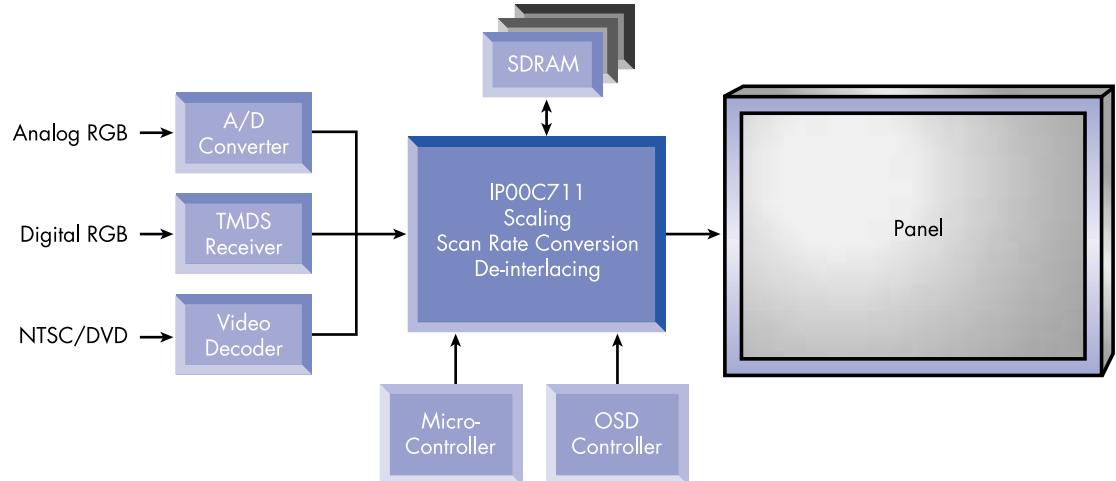 SDRAM
Analog RGB
A/D
Converter
Digital RGB
TMDS
Receiver
NTSC/DVD
Video
Decoder
IP00C711
Scaling
Scan Rate Conversion
De-interlacing
Panel
Micro-
Controller
OSD
Controller